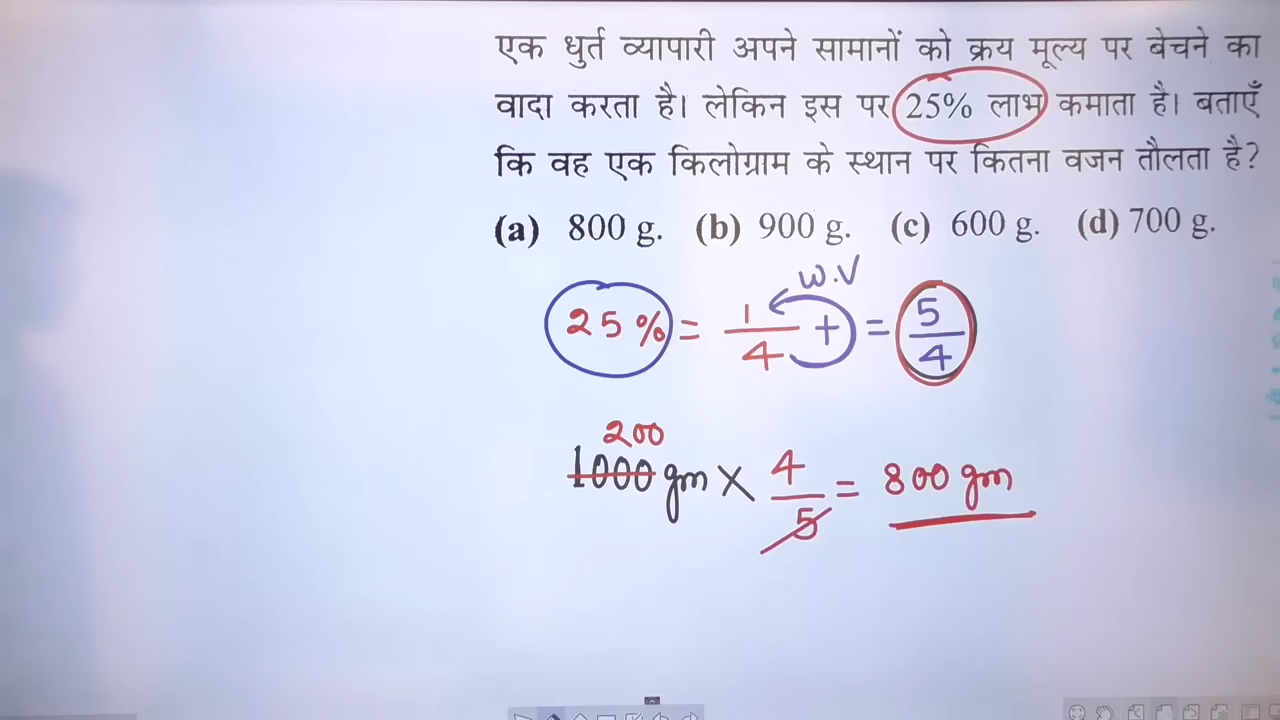 एक धुर्त व्यापारी अपने सामानों को क्रय मूल्य पर बेचने का
वादा करता है। लेकिन इस पर 25% लाभ कमाता है। बताएँ
कि वह एक किलोग्राम के स्थान पर कितना वजन तौलता है?
(a) 800 g. (b) 900 g. (c) 600 g. (d) 700 g.
W.V
25% = 1/4 + = 5/4
200
1000 gm × 4/5 = 800 gm